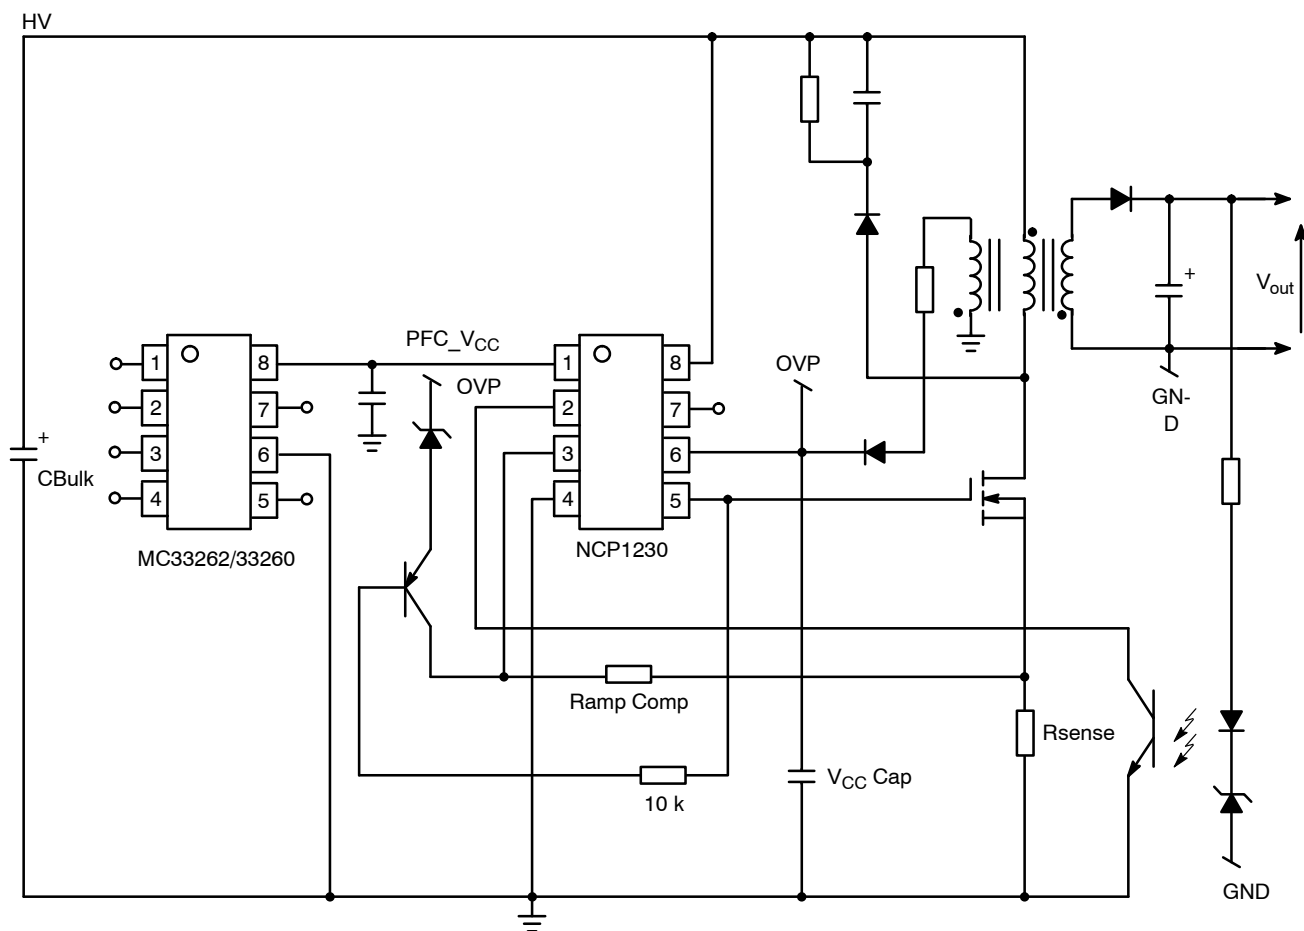 HV
PFC_VCC
OVP
OVP
Vout
1 8
2 7
3 6
4 5
1 8
2 7
3 6
4 5
+
CBulk
MC33262/33260
NCP1230
+
GN-
D
Ramp Comp
Rsense
10 k
VCC Cap
GND